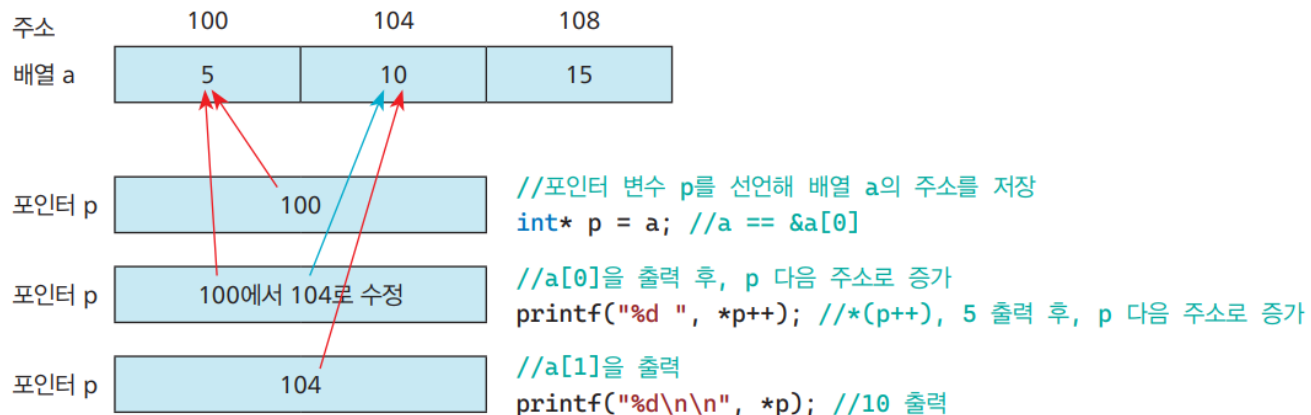 주소 100 104 108
배열 a 5 10 15
포인터 p 100
//포인터 변수 p를 선언해 배열 a의 주소를 저장
int* p = a; //a == &a[0]
포인터 p 100에서 104로 수정
//a[0]을 출력 후, p 다음 주소로 증가
printf("%d ", *p++); //*(p++), 5 출력 후, p 다음 주소로 증가
포인터 p 104
//a[1]을 출력
printf("%d\n\n", *p); //10 출력